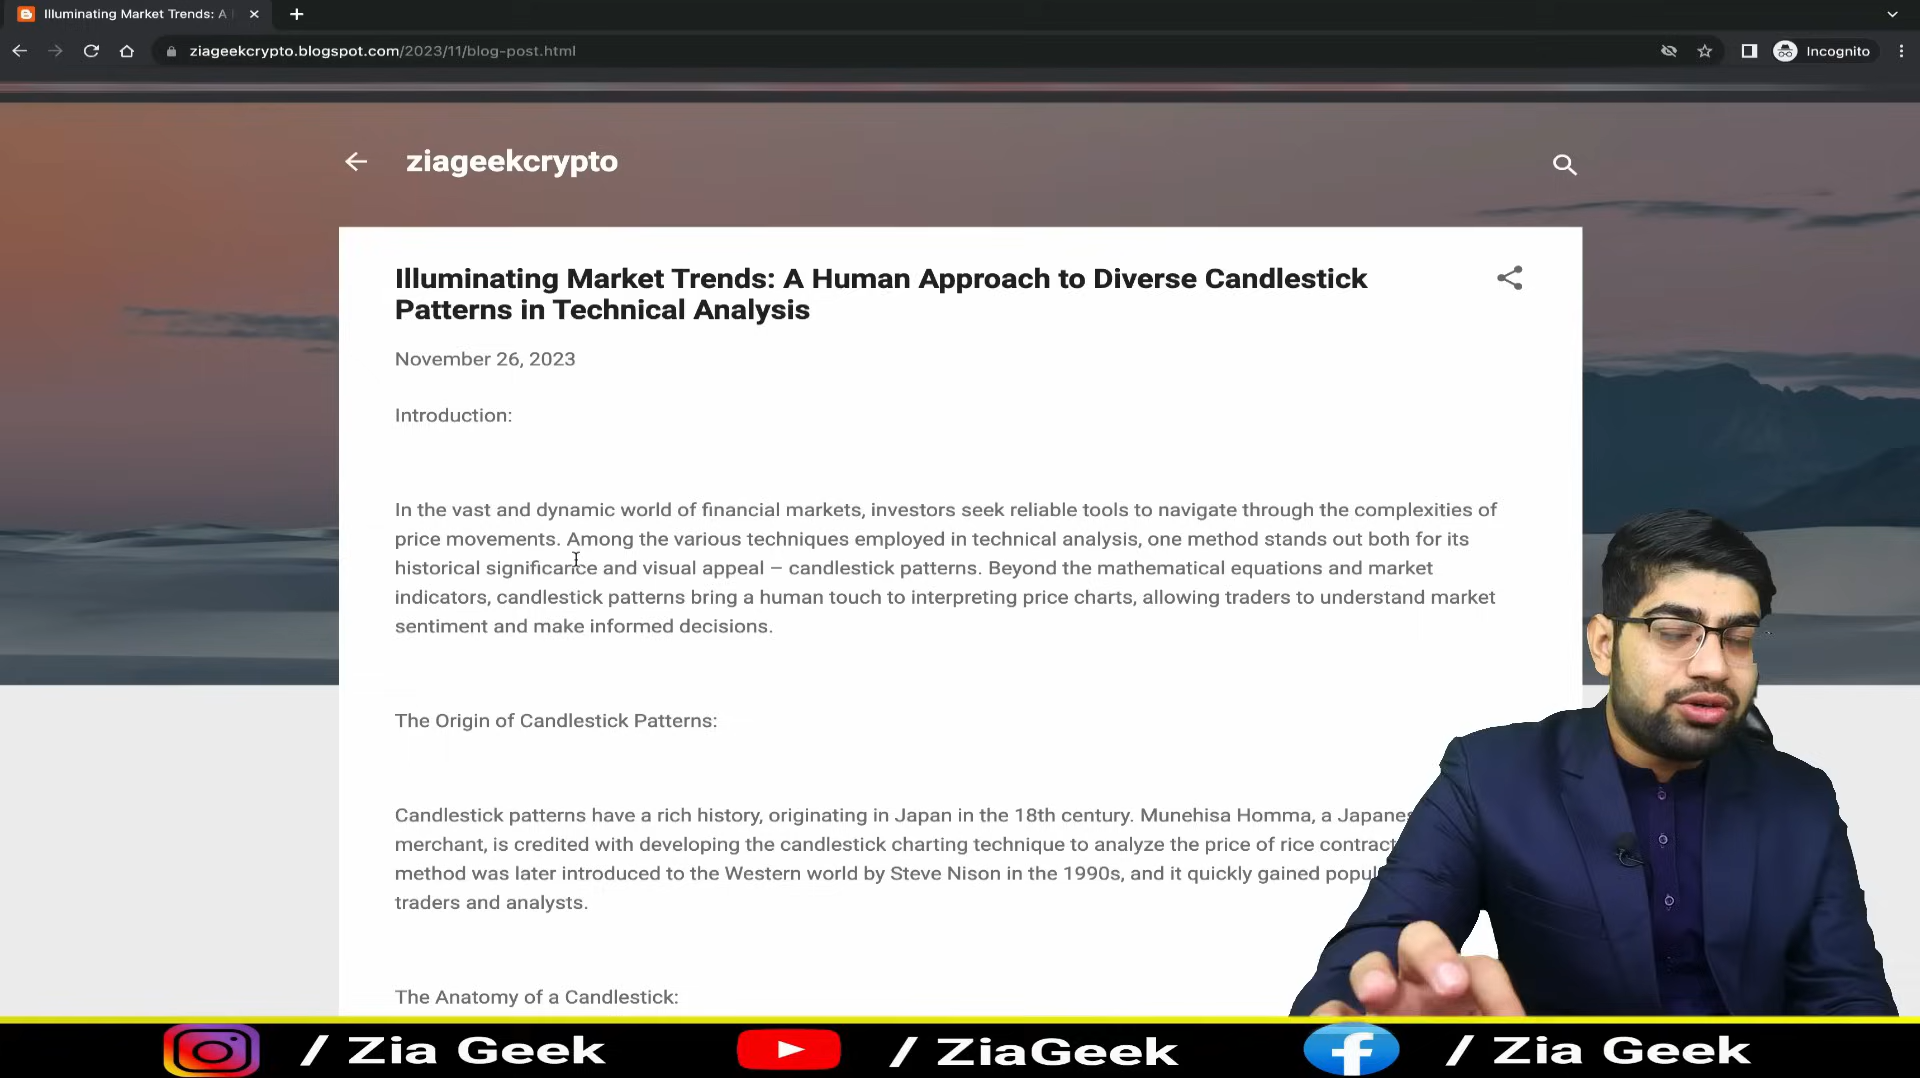 Illuminating Market Trends: A
ziageekcrypto.blogspot.com/2023/11/blog-post.html
Incognito
ziageekcrypto
Illuminating Market Trends: A Human Approach to Diverse Candlestick
Patterns in Technical Analysis
November 26, 2023
Introduction:
In the vast and dynamic world of financial markets, investors seek reliable tools to navigate through the complexities of
price movements. Among the various techniques employed in technical analysis, one method stands out both for its
historical significance and visual appeal – candlestick patterns. Beyond the mathematical equations and market
indicators, candlestick patterns bring a human touch to interpreting price charts, allowing traders to understand market
sentiment and make informed decisions.
The Origin of Candlestick Patterns:
Candlestick patterns have a rich history, originating in Japan in the 18th century. Munehisa Homma, a
merchant, is credited with developing the candlestick charting technique to analyze the price of rice
method was later introduced to the Western world by Steve Nison in the 1990s, and it quickly gained
traders and analysts.
The Anatomy of a Candlestick:
/ Zia Geek
/ ZiaGeek
/ Zia Geek